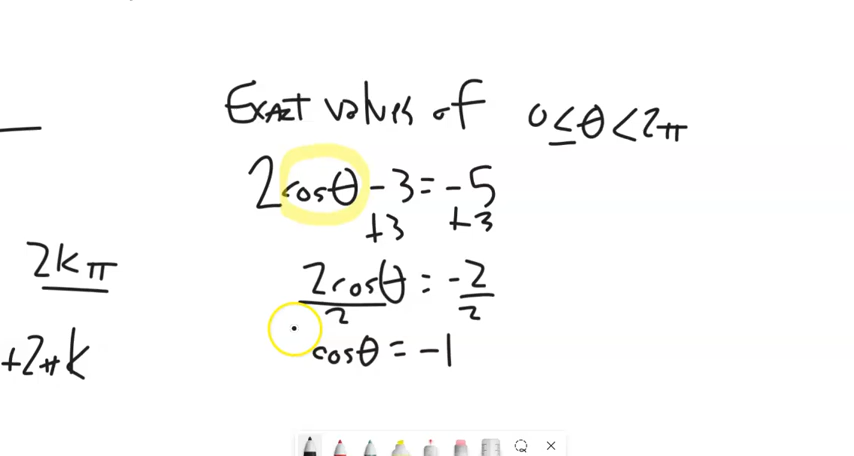 Exact values of 0 ≤ θ < 2π
2cosθ - 3 = -5
+3 +3
2kπ
2cosθ = -2
2 2
cosθ = -1
+2πk